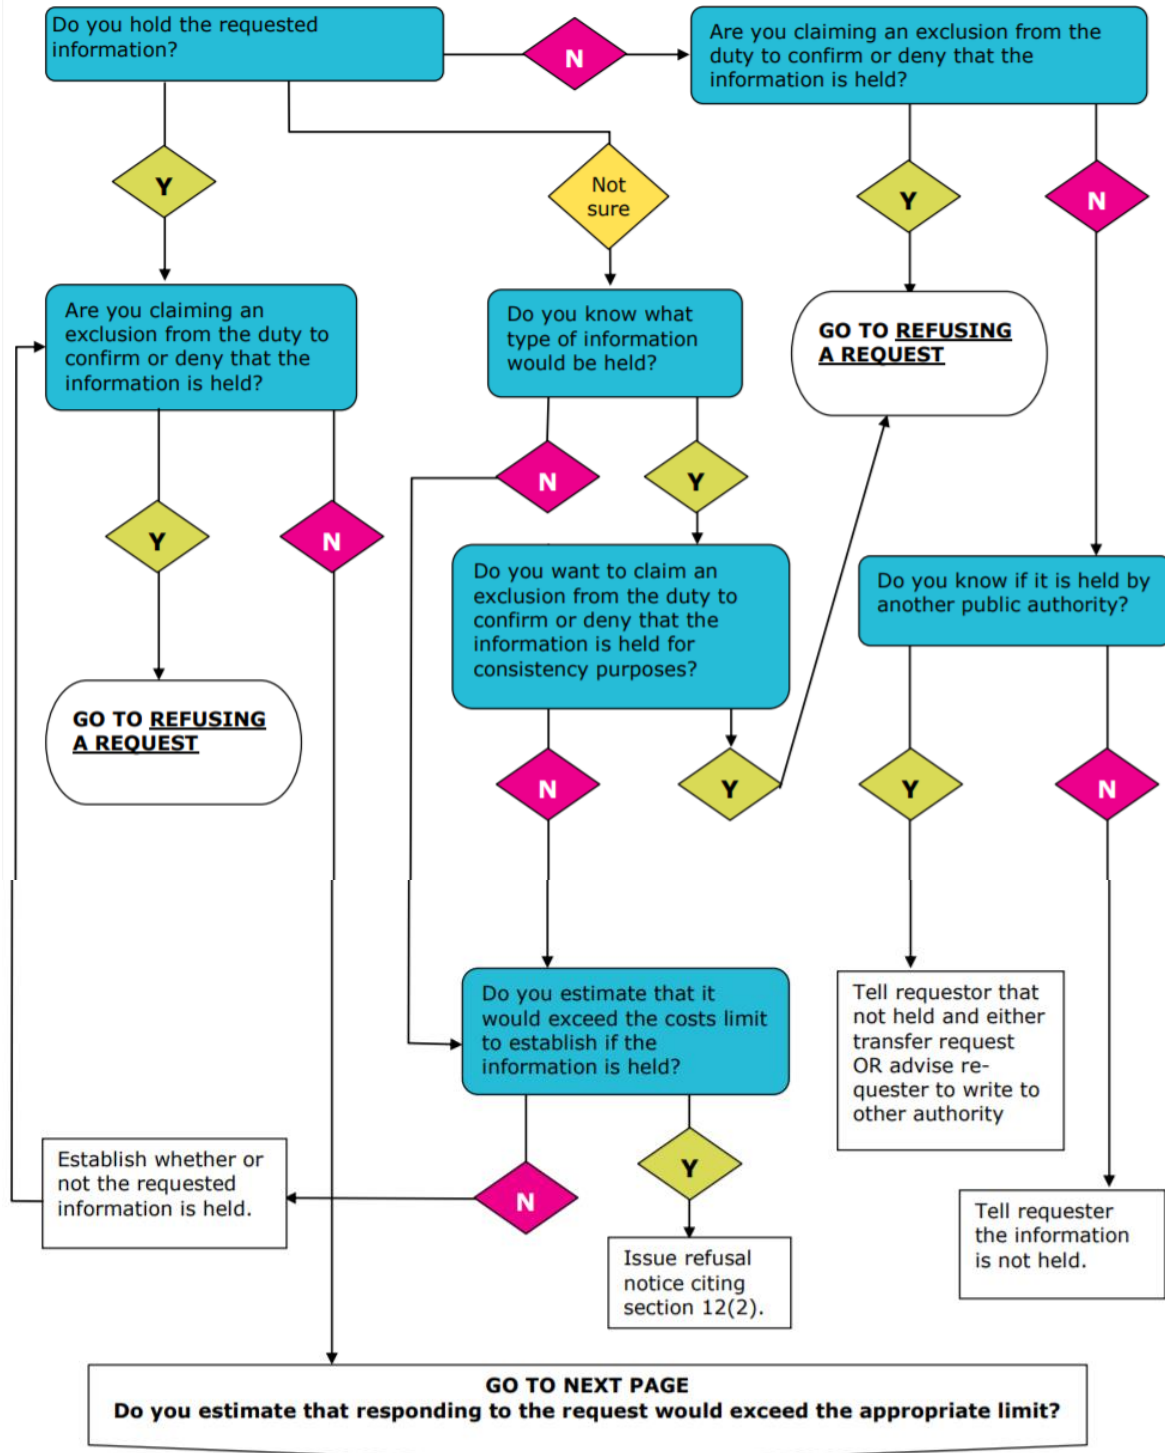 Do you hold the requested
information?
N
Are you claiming an exclusion from the
duty to confirm or deny that the
information is held?
Y
Not
sure
Y
N
Are you claiming an
exclusion from the duty to
confirm or deny that the
information is held?
Do you know what
type of information
would be held?
GO TO REFUSING
A REQUEST
N
Y
Y
N
Do you want to claim an
exclusion from the duty to
confirm or deny that the
information is held for
consistency purposes?
Do you know if it is held by
another public authority?
GO TO REFUSING
A REQUEST
N
Y
Y
N
Do you estimate that it
would exceed the costs limit
to establish if the
information is held?
Tell requestor that
not held and either
transfer request
OR advise re-
quester to write to
other authority
Establish whether or
not the requested
information is held.
N
Y
Tell requester
the information
is not held.
Issue refusal
notice citing
section 12(2).
GO TO NEXT PAGE
Do you estimate that responding to the request would exceed the appropriate limit?